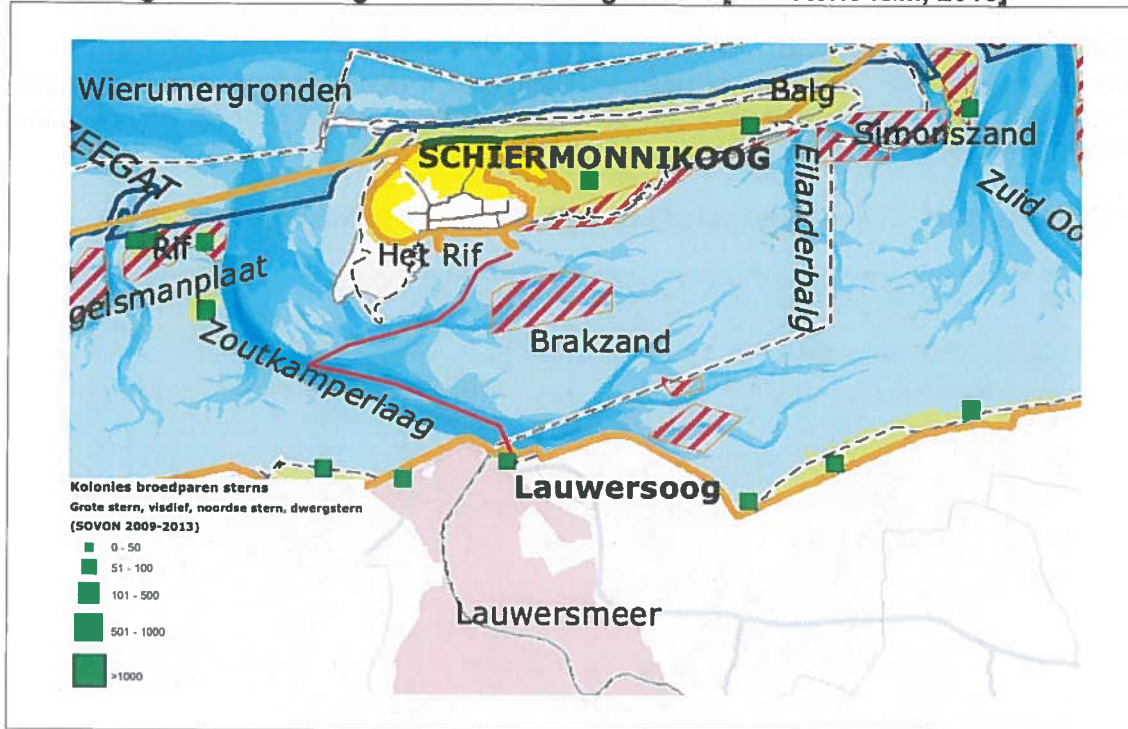 Wierumergronden
Balg
ZEEGAT
SCHIERMONNIKOOG
Simonszand
Eilanderbalg
Zuid Oo
Rif
Het Rif
gelsmanplaat
Brakzand
Zoutkamperlaag
Lauwersoog
Kolonies broedparen sterns
Grote stern, visdief, noordse stern, dwergstern
(SOVON 2009-2013)
0 - 50
51 - 100
101 - 500
501 - 1000
>1000
Lauwersmeer